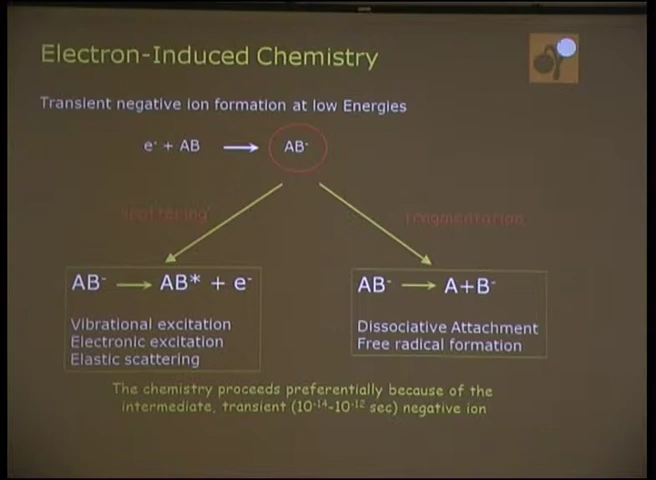 Electron-Induced Chemistry
Transient negative ion formation at low Energies
e⁻ + AB ⟶ AB⁻
scattering
fragmentation
AB⁻ ⟶ AB* + e⁻
AB⁻ ⟶ A+B⁻
Vibrational excitation
Electronic excitation
Elastic scattering
Dissociative Attachment
Free radical formation
The chemistry proceeds preferentially because of the
intermediate, transient (10⁻¹⁴-10⁻¹² sec) negative ion